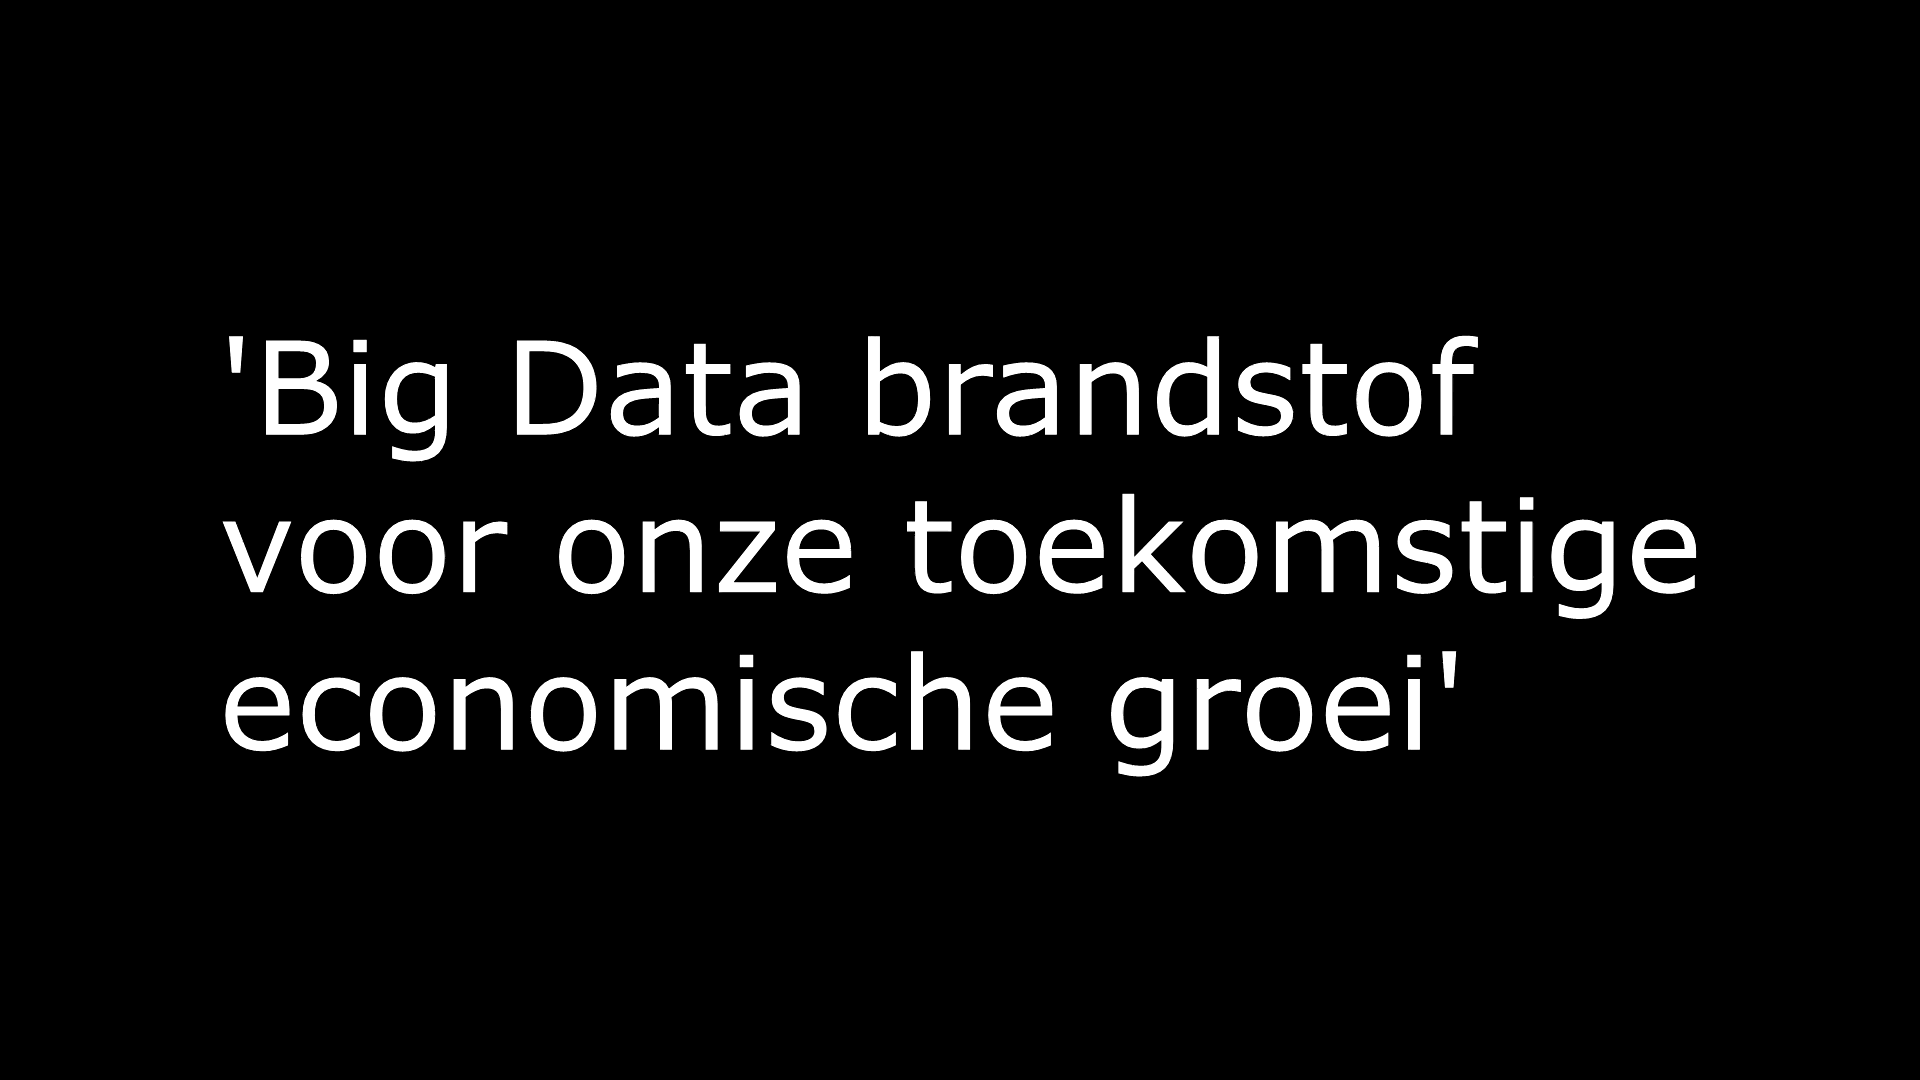 'Big Data brandstof
voor onze toekomstige
economische groei'